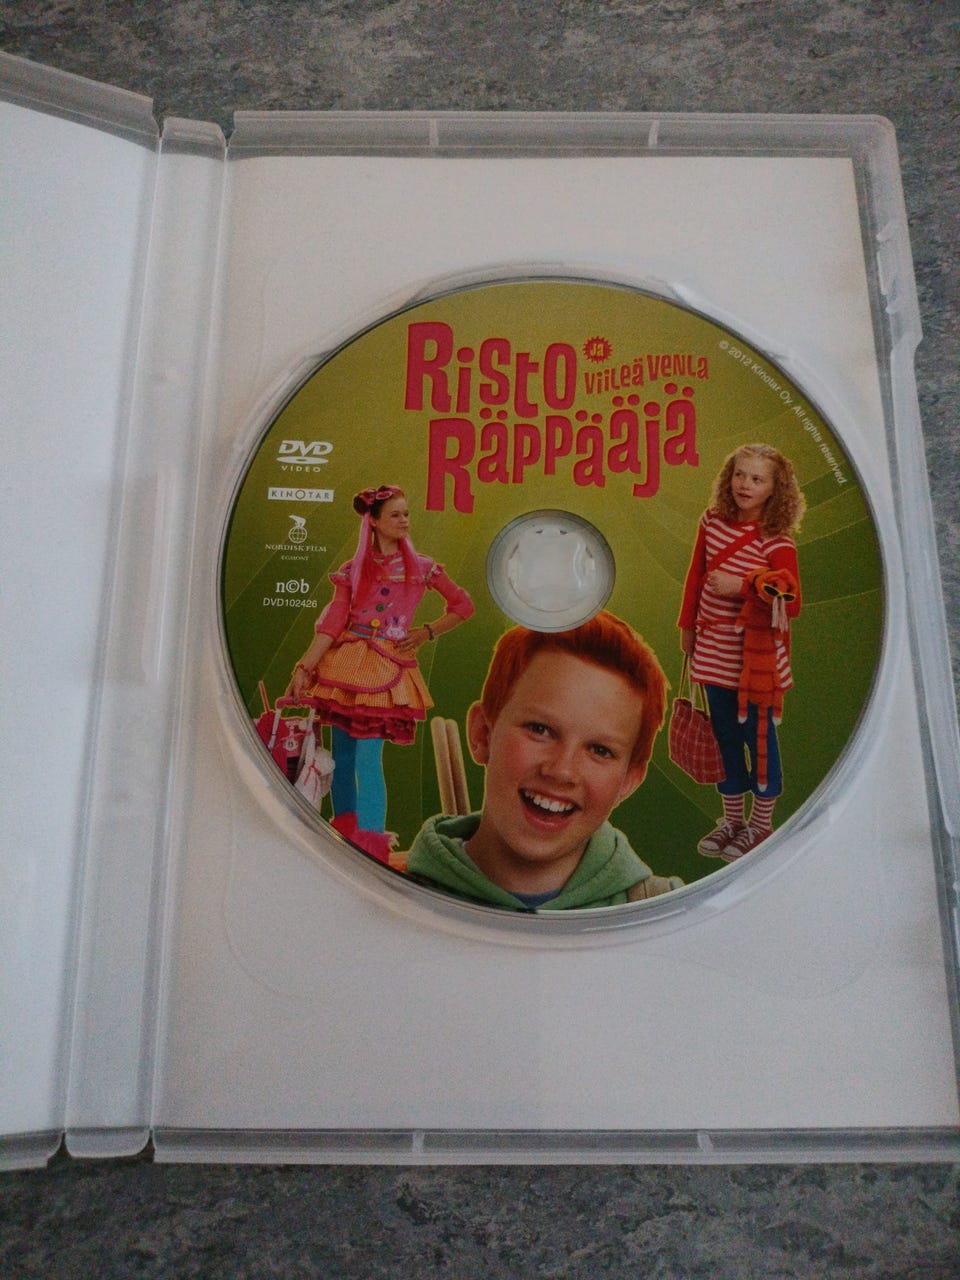 Risto ja
Viileä Venla
Räppääjä
© 2012 Kinotar Oy. All rights reserved.
DVD
VIDEO
KINOTAR
NORDISK FILM
EGMONT
n©b
DVD102426